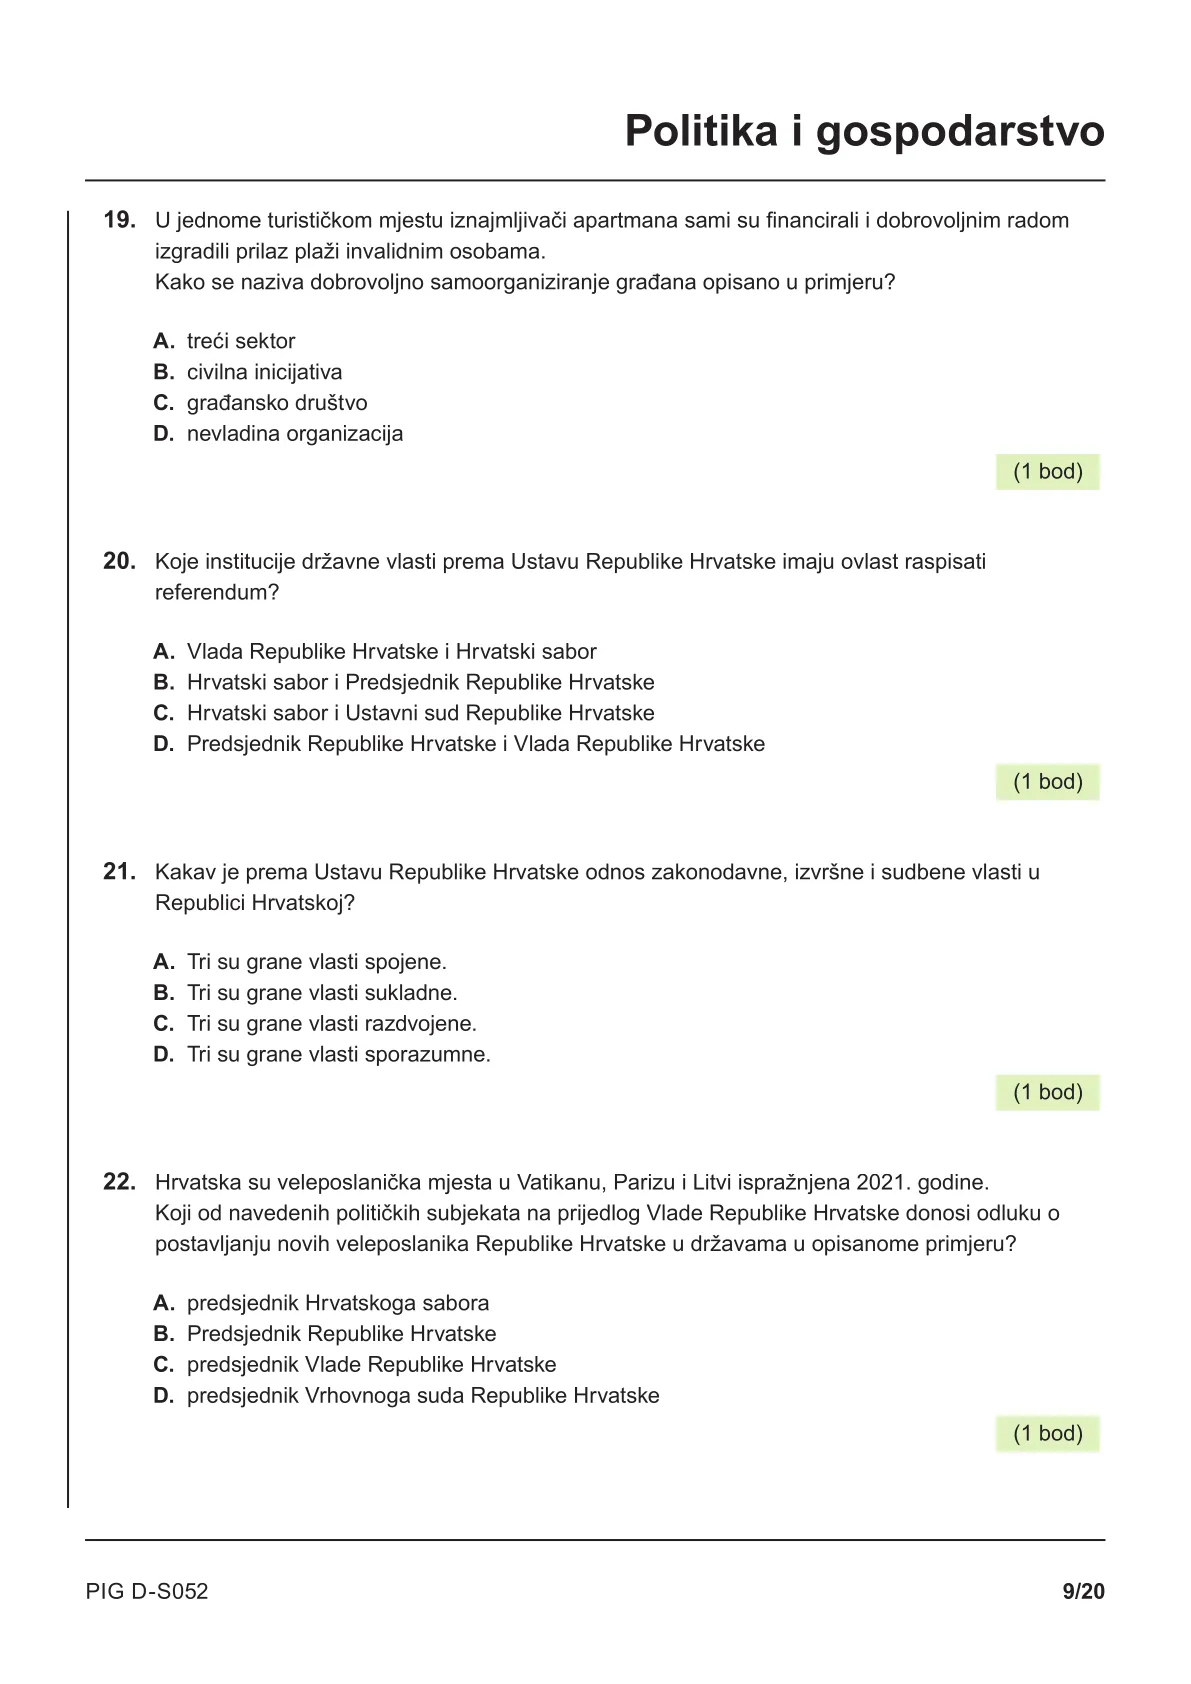 Politika i gospodarstvo
19. U jednome turističkom mjestu iznajmljivači apartmana sami su financirali i dobrovoljnim radom
izgradili prilaz plaži invalidnim osobama.
Kako se naziva dobrovoljno samoorganiziranje građana opisano u primjeru?
A. treći sektor
B. civilna inicijativa
C. građansko društvo
D. nevladina organizacija
(1 bod)
20. Koje institucije državne vlasti prema Ustavu Republike Hrvatske imaju ovlast raspisati
referendum?
A. Vlada Republike Hrvatske i Hrvatski sabor
B. Hrvatski sabor i Predsjednik Republike Hrvatske
C. Hrvatski sabor i Ustavni sud Republike Hrvatske
D. Predsjednik Republike Hrvatske i Vlada Republike Hrvatske
(1 bod)
21. Kakav je prema Ustavu Republike Hrvatske odnos zakonodavne, izvršne i sudbene vlasti u
Republici Hrvatskoj?
A. Tri su grane vlasti spojene.
B. Tri su grane vlasti sukladne.
C. Tri su grane vlasti razdvojene.
D. Tri su grane vlasti sporazumne.
(1 bod)
22. Hrvatska su veleposlanička mjesta u Vatikanu, Parizu i Litvi ispražnjena 2021. godine.
Koji od navedenih političkih subjekata na prijedlog Vlade Republike Hrvatske donosi odluku o
postavljanju novih veleposlanika Republike Hrvatske u državama u opisanome primjeru?
A. predsjednik Hrvatskoga sabora
B. Predsjednik Republike Hrvatske
C. predsjednik Vlade Republike Hrvatske
D. predsjednik Vrhovnoga suda Republike Hrvatske
(1 bod)
PIG D-S052
9/20